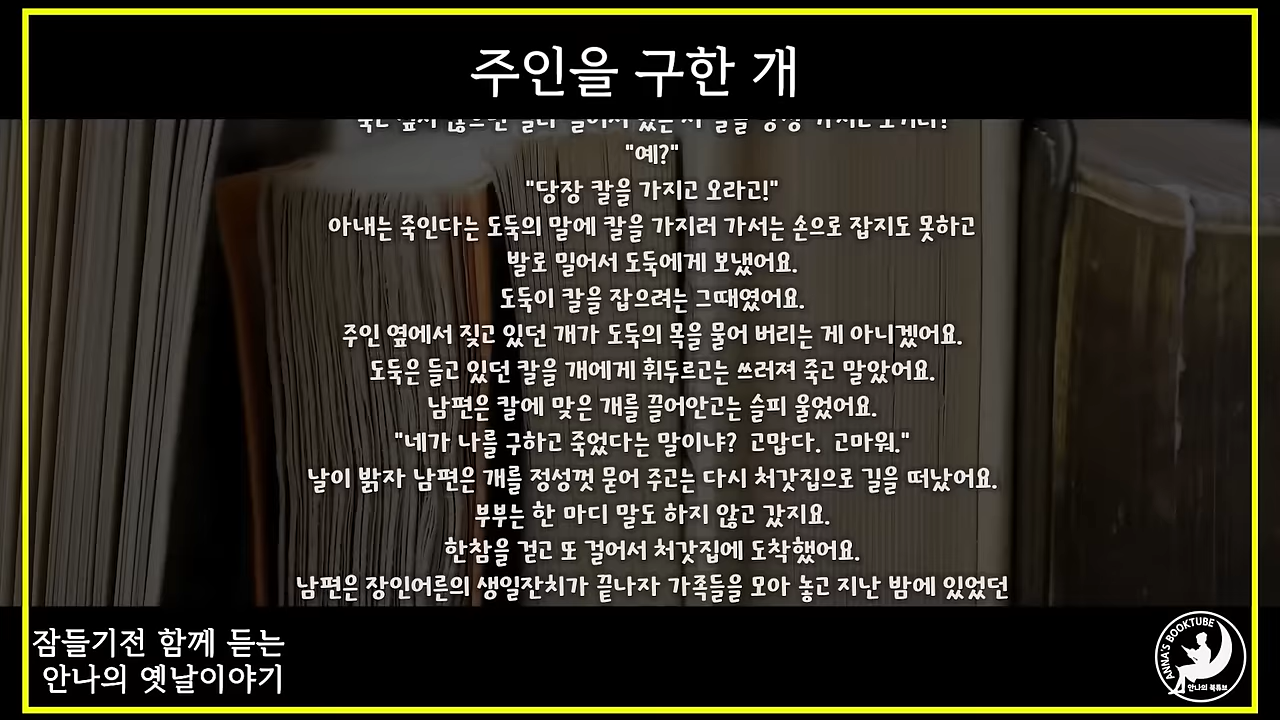 주인을 구한 개
"예?"
"당장 칼을 가지고 오라고!"
아내는 죽인다는 도둑의 말에 칼을 가지러 가서는 손으로 잡지도 못하고
발로 밀어서 도둑에게 보냈어요.
도둑이 칼을 잡으려는 그때였어요.
주인 옆에서 짖고 있던 개가 도둑의 목을 물어 버리는 게 아니겠어요.
도둑은 들고 있던 칼을 개에게 휘두르고는 쓰러져 죽고 말았어요.
남편은 칼에 맞은 개를 끌어안고는 슬피 울었어요.
"네가 나를 구하고 죽었다는 말이냐? 고맙다. 고마워."
날이 밝자 남편은 개를 정성껏 묻어 주고는 다시 처갓집으로 길을 떠났어요.
부부는 한 마디 말도 하지 않고 갔지요.
한참을 걷고 또 걸어서 처갓집에 도착했어요.
남편은 장인어른의 생일잔치가 끝나자 가족들을 모아 놓고 지난 밤에 있었던
잠들기전 함께 듣는
안나의 옛날이야기
ANNA'S BOOKTUBE
안나의 북튜브